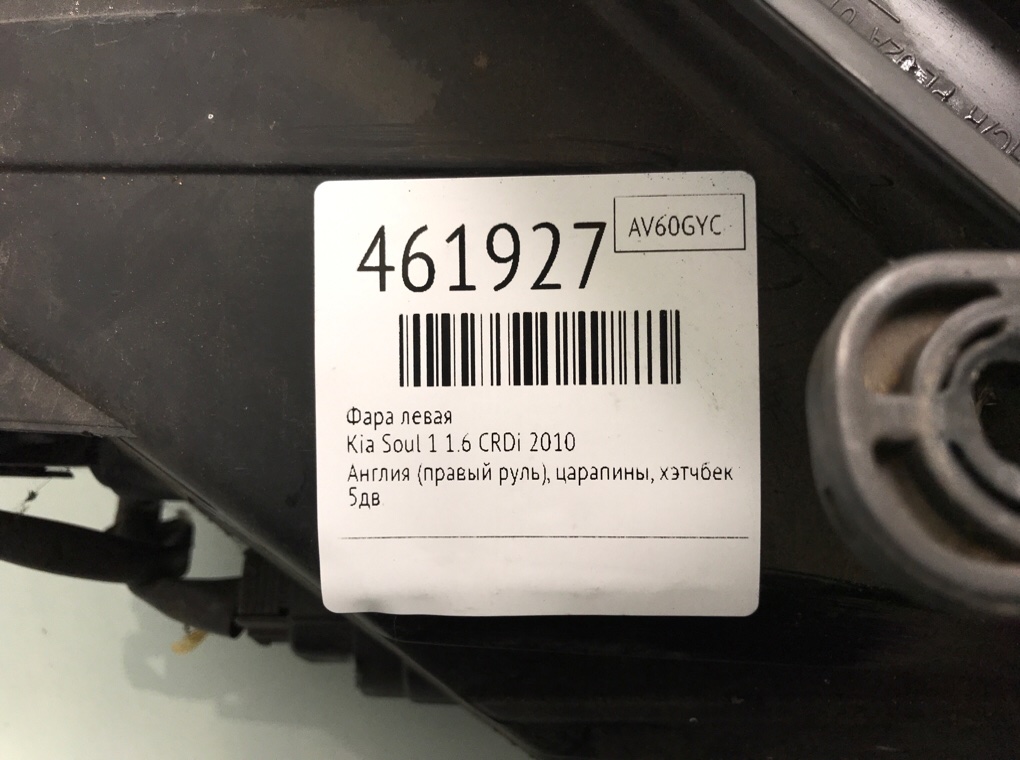 461927
AV60GYC
Фара левая
Kia Soul 1 1.6 CRDi 2010
Англия (правый руль), царапины, хэтчбек
5дв